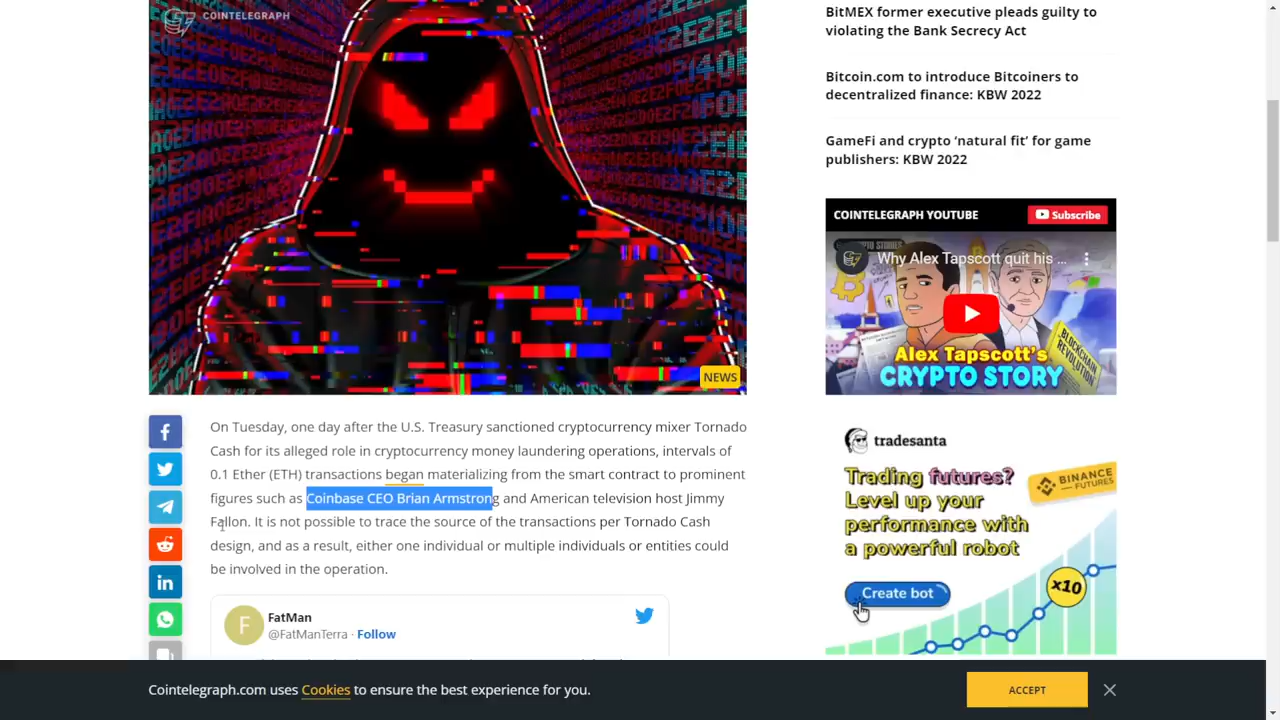 COINTELEGRAPH
NEWS
On Tuesday, one day after the U.S. Treasury sanctioned cryptocurrency mixer Tornado
Cash for its alleged role in cryptocurrency money laundering operations, intervals of
0.1 Ether (ETH) transactions began materializing from the smart contract to prominent
figures such as Coinbase CEO Brian Armstrong and American television host Jimmy
Fallon. It is not possible to trace the source of the transactions per Tornado Cash
design, and as a result, either one individual or multiple individuals or entities could
be involved in the operation.
F
FatMan
@FatManTerra · Follow
BitMEX former executive pleads guilty to
violating the Bank Secrecy Act
Bitcoin.com to introduce Bitcoiners to
decentralized finance: KBW 2022
GameFi and crypto ‘natural fit’ for game
publishers: KBW 2022
COINTELEGRAPH YOUTUBE
Subscribe
Why Alex Tapscott quit his ...
BLOCKCHAIN
REVOLUTION
ALEX TAPSCOTT'S
CRYPTO STORY
tradesanta
Trading futures?
Level up your
performance with
a powerful robot
BINANCE
FUTURES
Create bot
x10
Cointelegraph.com uses Cookies to ensure the best experience for you.
ACCEPT